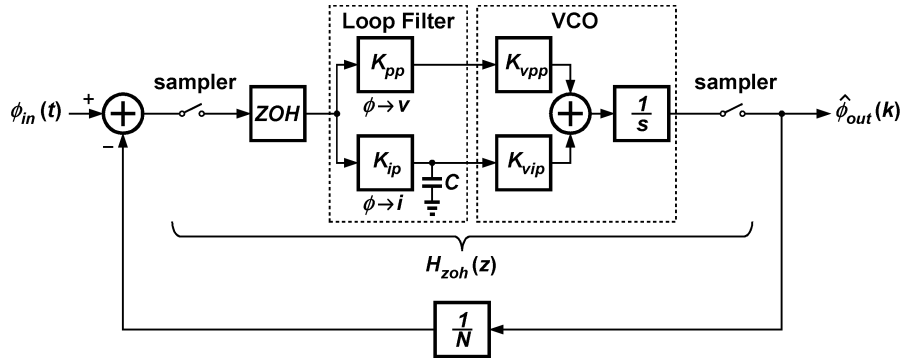 Loop Filter
VCO
sampler
sampler
ϕin(t)
+
−
ZOH
Kpp
ϕ→v
Kvpp
1
s
ϕ̂out(k)
Kip
C
ϕ→i
Kvip
Hzoh(z)
1
N